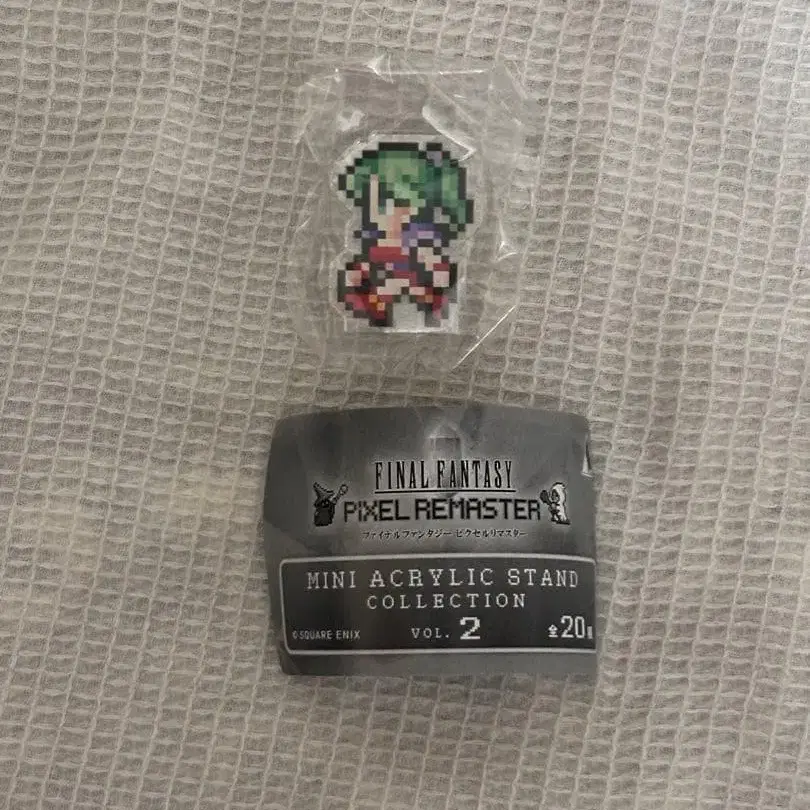 FINAL FANTASY
PIXEL REMASTER
ファイナルファンタジー ピクセルリマスター
MINI ACRYLIC STAND
COLLECTION
©SQUARE ENIX VOL. 2 全20